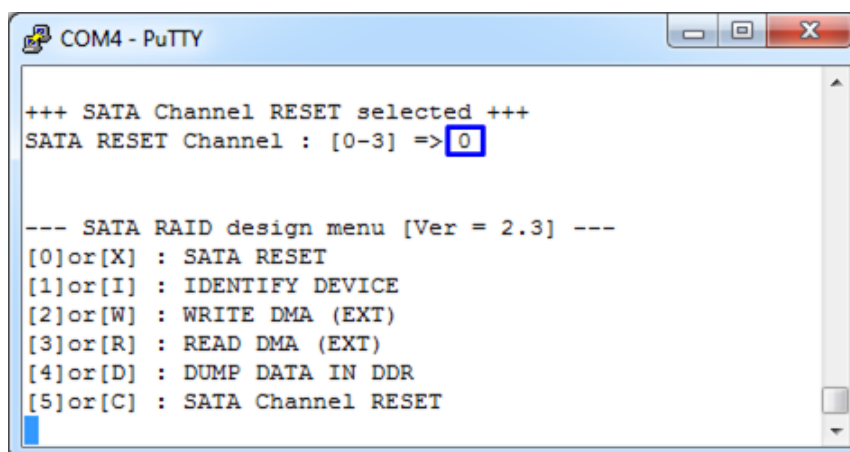 COM4 - PuTTY
+++ SATA Channel RESET selected +++
SATA RESET Channel : [0-3] => 0
--- SATA RAID design menu [Ver = 2.3] ---
[0]or[X] : SATA RESET
[1]or[I] : IDENTIFY DEVICE
[2]or[W] : WRITE DMA (EXT)
[3]or[R] : READ DMA (EXT)
[4]or[D] : DUMP DATA IN DDR
[5]or[C] : SATA Channel RESET